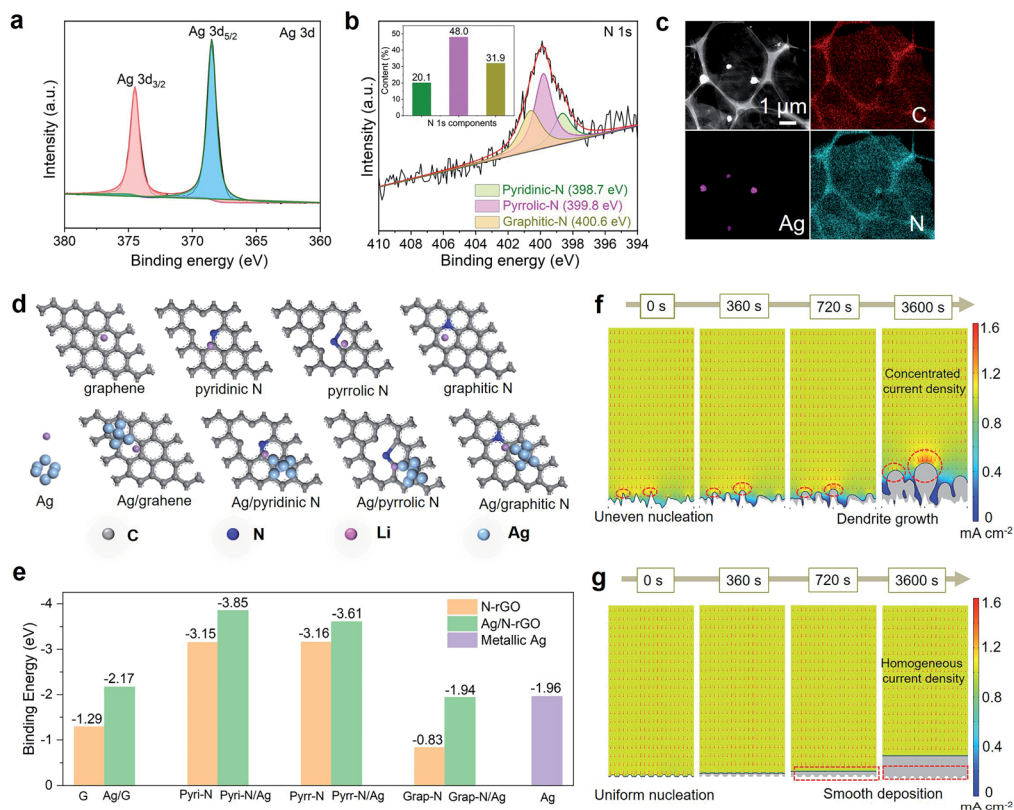 a
Ag 3d5/2
Ag 3d
Ag 3d3/2
Intensity (a.u.)
380
375
370
365
360
Binding energy (eV)
b
N 1s
Content (%)
60
50
40
30
20
10
0
20.1
48.0
31.9
N 1s components
Intensity (a.u.)
Pyridinic-N (398.7 eV)
Pyrrolic-N (399.8 eV)
Graphitic-N (400.6 eV)
410 408 406 404 402 400 398 396 394
Binding energy (eV)
c
1 μm
C
Ag
N
d
graphene
pyridinic N
pyrrolic N
graphitic N
Ag
Ag/grahene
Ag/pyridinic N
Ag/pyrrolic N
Ag/graphitic N
C
N
Li
Ag
e
Binding Energy (eV)
-4
-3
-2
-1
0
-1.29
-2.17
-3.15
-3.85
-3.16
-3.61
-0.83
-1.94
-1.96
N-rGO
Ag/N-rGO
Metallic Ag
G
Ag/G
Pyri-N
Pyri-N/Ag
Pyrr-N
Pyrr-N/Ag
Grap-N
Grap-N/Ag
Ag
f
0 s
360 s
720 s
3600 s
Concentrated
current density
1.6
1.2
0.8
0.4
0
mA cm-2
Uneven nucleation
Dendrite growth
g
0 s
360 s
720 s
3600 s
Homogeneous
current density
1.6
1.2
0.8
0.4
0
mA cm-2
Uniform nucleation
Smooth deposition